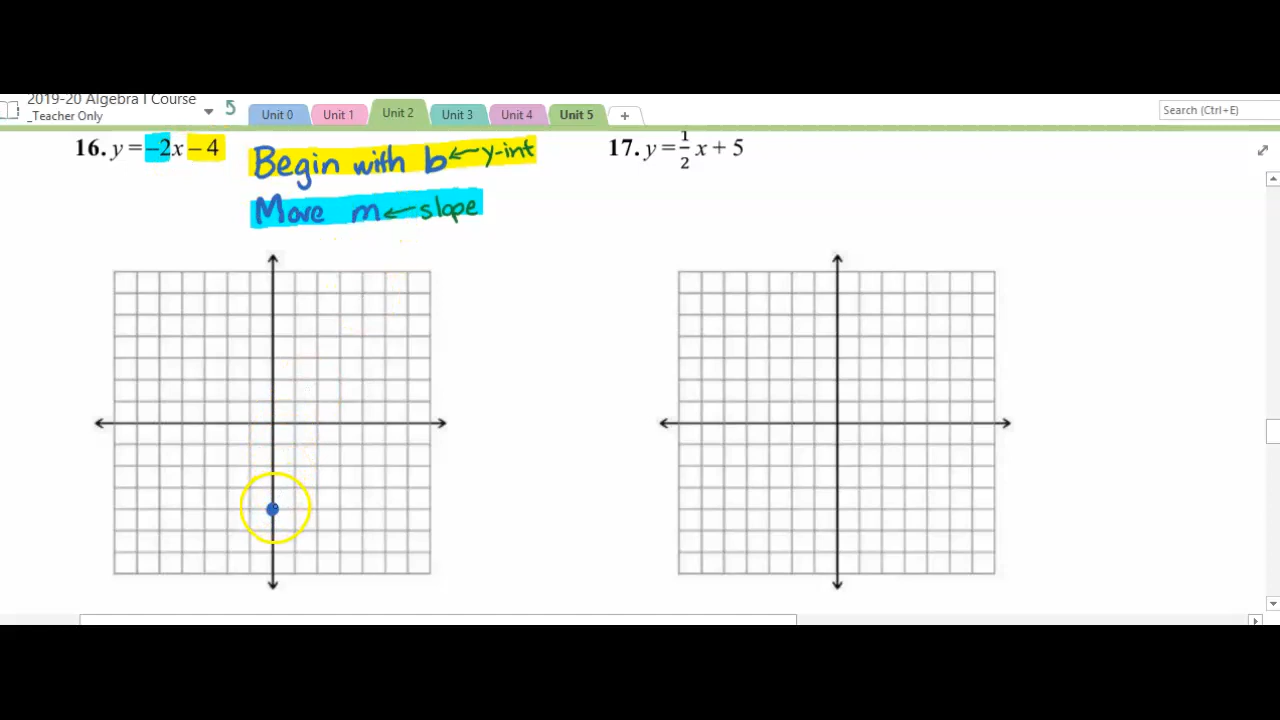 2019-20 Algebra I Course
_Teacher Only
Unit 0
Unit 1
Unit 2
Unit 3
Unit 4
Unit 5
+
Search (Ctrl+E)
16. y = –2x – 4
Begin with b ← y-int
Move m ← slope
17. y = 1/2 x + 5